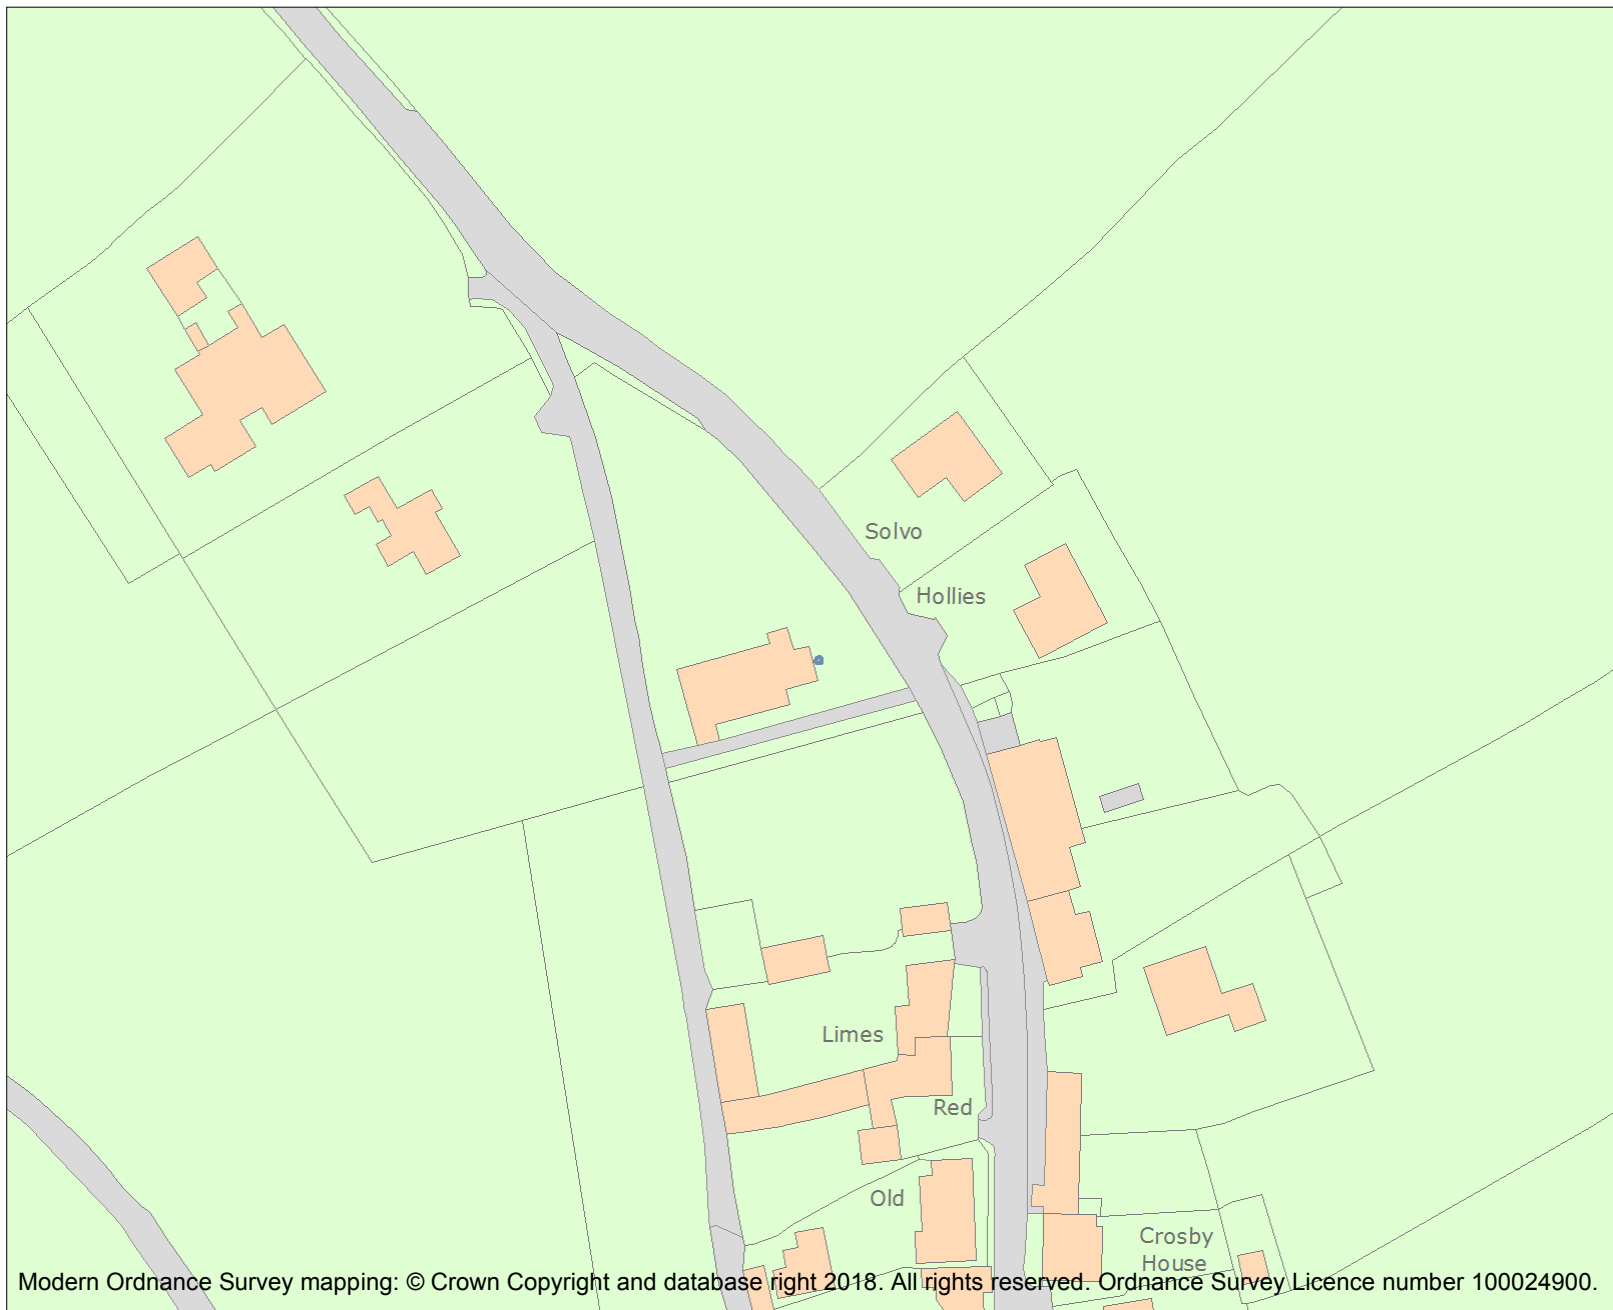 Solvo
Hollies
Limes
Red
Old
Crosby
House
Modern Ordnance Survey mapping: © Crown Copyright and database right 2018. All rights reserved. Ordnance Survey Licence number 100024900.